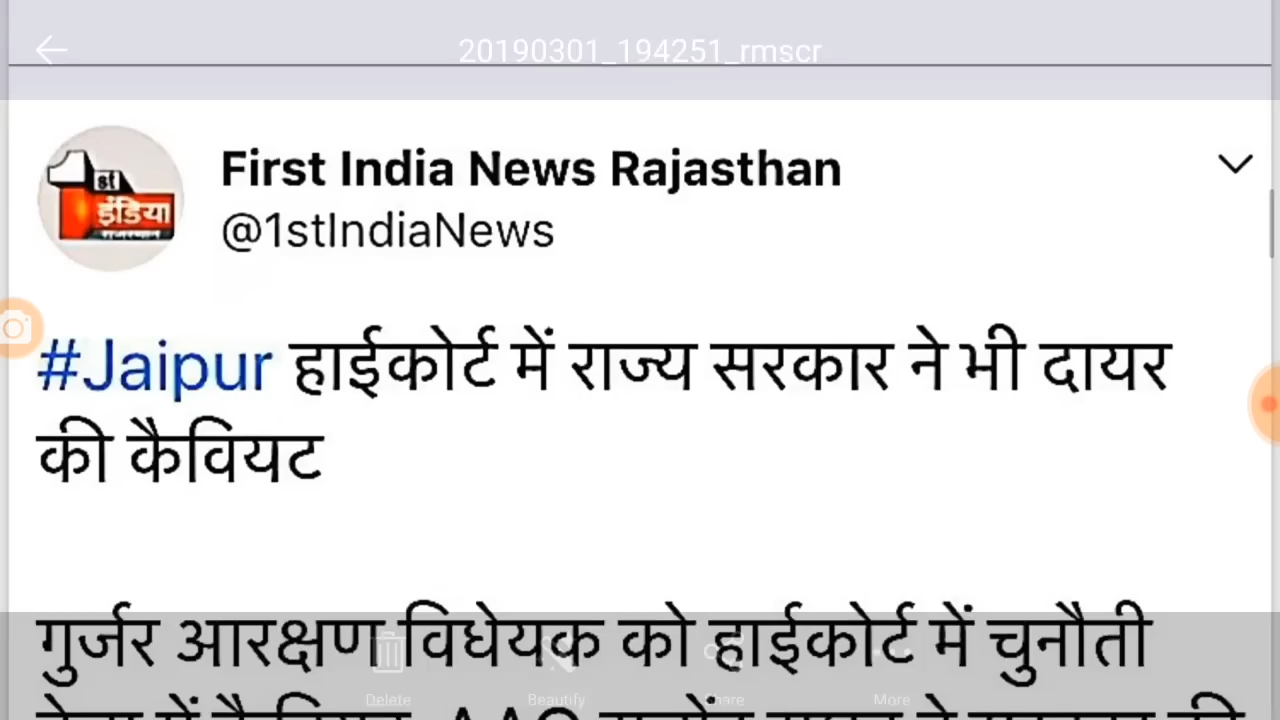 20190301_194251_rmscr
1st
इंडिया
First India News Rajasthan
@1stIndiaNews
#Jaipur हाईकोर्ट में राज्य सरकार ने भी दायर
की कैवियट
गुर्जर आरक्षण विधेयक को हाईकोर्ट में चुनौती
Delete Beautify Share More